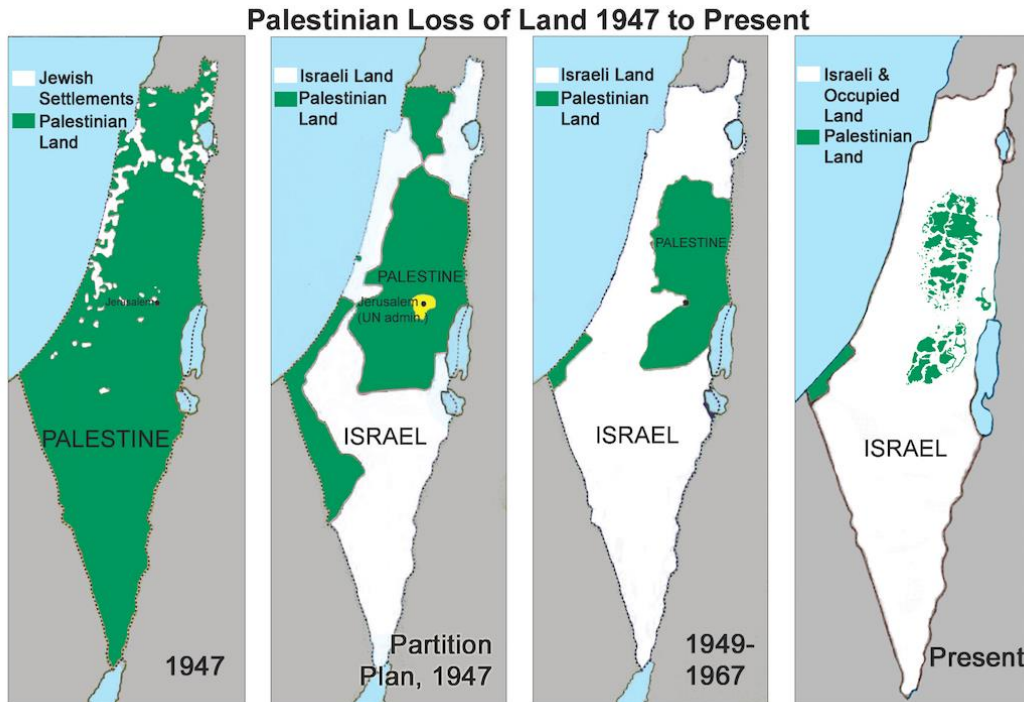 Palestinian Loss of Land 1947 to Present
Jewish
Settlements
Palestinian
Land
Jerusalem
PALESTINE
1947
Israeli Land
Palestinian
Land
PALESTINE
Jerusalem
(UN admin.)
ISRAEL
Partition
Plan, 1947
Israeli Land
Palestinian
Land
PALESTINE
ISRAEL
1949-
1967
Israeli &
Occupied
Land
Palestinian
Land
ISRAEL
Present